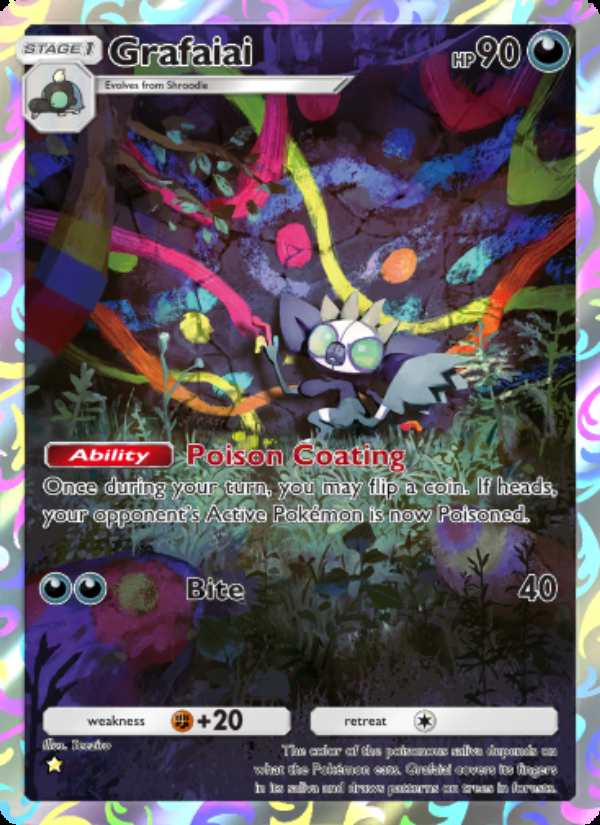 STAGE 1 Grafaiai HP 90
Evolves from Shroodle
Ability Poison Coating
Once during your turn, you may flip a coin. If heads,
your opponent's Active Pokémon is now Poisoned.
Bite 40
weakness +20 retreat
Illus. Teeziro
The color of the poisonous saliva depends on
what the Pokémon eats. Grafaiai covers its fingers
in its saliva and draws patterns on trees in forests.